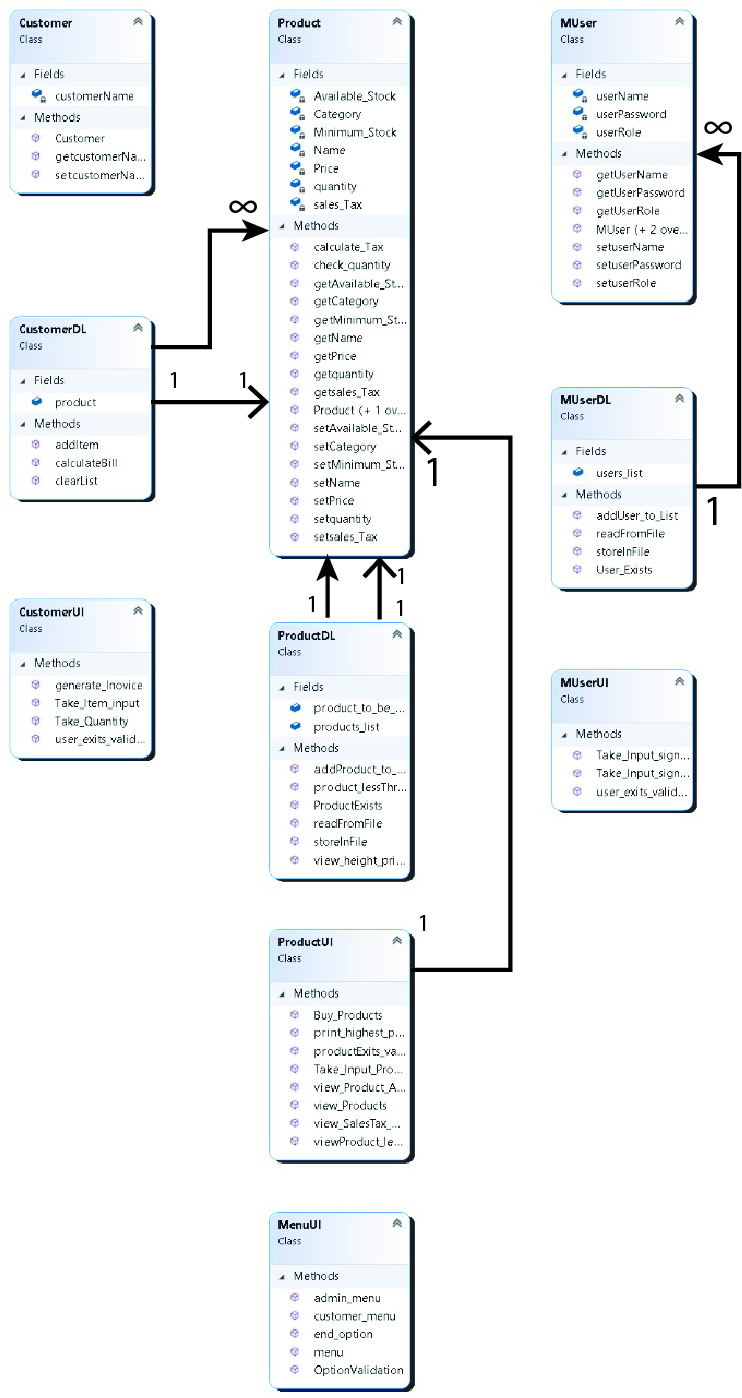 Customer
Class
Fields
customerName
Methods
Customer
getcustomerNa...
setcustomerNa...
Product
Class
Fields
Available_Stock
Category
Minimum_Stock
Name
Price
quantity
sales_Tax
Methods
calculate_Tax
check_quantity
getAvailable_St...
getCategory
getMinimum_St...
getName
getPrice
getquantity
getsales_Tax
Product (+ 1 ov...
setAvailable_St...
setCategory
setMinimum_St...
setName
setPrice
setquantity
setsales_Tax
MUser
Class
Fields
userName
userPassword
userRole
Methods
getUserName
getUserPassword
getUserRole
MUser (+ 2 ove...
setuserName
setuserPassword
setuserRole
∞
∞
CustomerDL
Class
Fields
product
Methods
addItem
calculateBill
clearList
1
1
1
MUserDL
Class
Fields
users_list
Methods
addUser_to_List
readFromFile
storeInFile
User_Exists
1
CustomerUI
Class
Methods
generate_Inovice
Take_Item_input
Take_Quantity
user_exits_valid...
1
1
1
ProductDL
Class
Fields
product_to_be_...
products_list
Methods
addProduct_to_...
product_lessThr...
ProductExists
readFromFile
storeInFile
view_height_pri...
MUserUI
Class
Methods
Take_Input_sign...
Take_Input_sign...
user_exits_valid...
1
ProductUI
Class
Methods
Buy_Products
print_highest_p...
productExits_va...
Take_Input_Pro...
view_Product_A...
view_Products
view_SalesTax_...
viewProduct_le...
MenuUI
Class
Methods
admin_menu
customer_menu
end_option
menu
OptionValidation